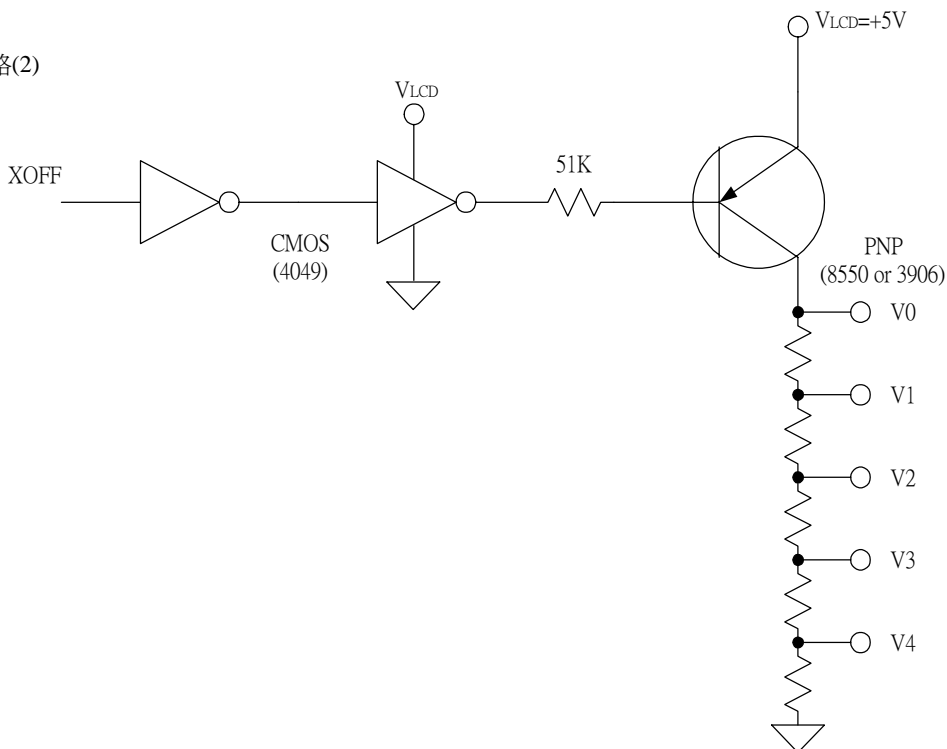 VLCD=+5V
路(2)
VLCD
XOFF
51K
CMOS
(4049)
PNP
(8550 or 3906)
V0
V1
V2
V3
V4